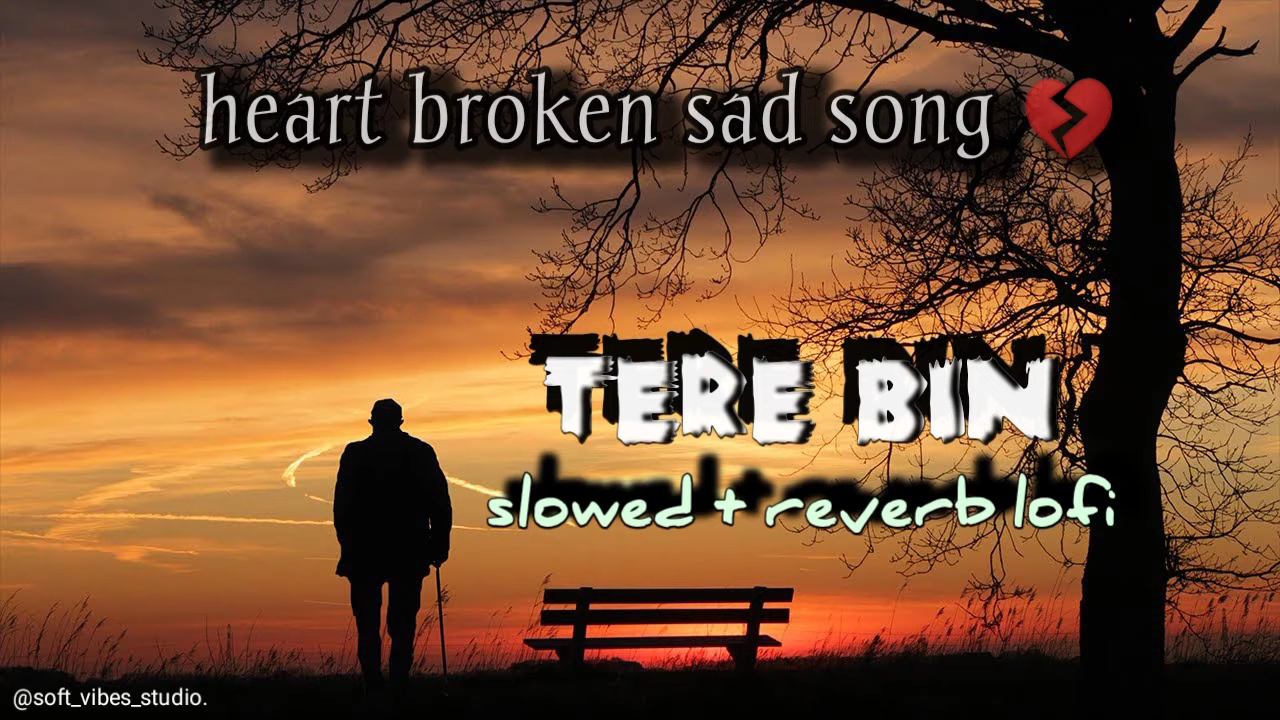 heart broken sad song 💔
TERE BIN
slowed + reverb lofi
@soft_vibes_studio.